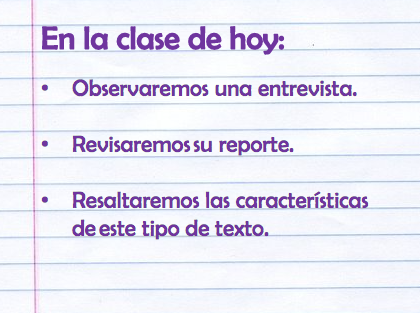 En la clase de hoy:
• Observaremos una entrevista.
• Revisaremos su reporte.
• Resaltaremos las características
de este tipo de texto.